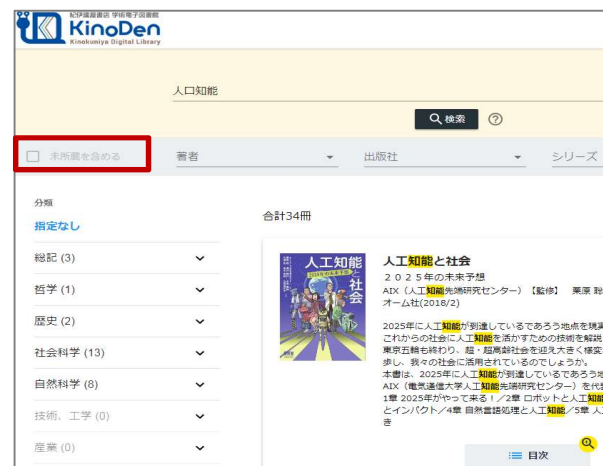 紀伊國屋書店 学術電子図書館
KinoDen
Kinokuniya Digital Library
人口知能
検索
未所蔵を含める
著者
出版社
シリーズ
分類
指定なし
合計34冊
総記 (3)
哲学 (1)
歴史 (2)
社会科学 (13)
自然科学 (8)
技術、工学 (0)
産業 (0)
人工知能と社会
人工知能と社会
2025年の未来予想
AIX（人工知能先端研究センター）【監修】 栗原 聡
オーム社(2018/2)
2025年に人工知能が到達しているであろう地点を現実
これからの社会に人工知能を活かすための技術を解説
東京五輪も終わり、超・超高齢社会を迎え大きく様変
歩し、我々の社会に活用されているのでしょうか。
本書は、2025年に人工知能が到達しているであろう地
AIX（電気通信大学人工知能先端研究センター）を代表
1章 2025年がやって来る！／2章 ロボットと人工知能
とインパクト／4章 自然言語処理と人工知能／5章 人
き
目次